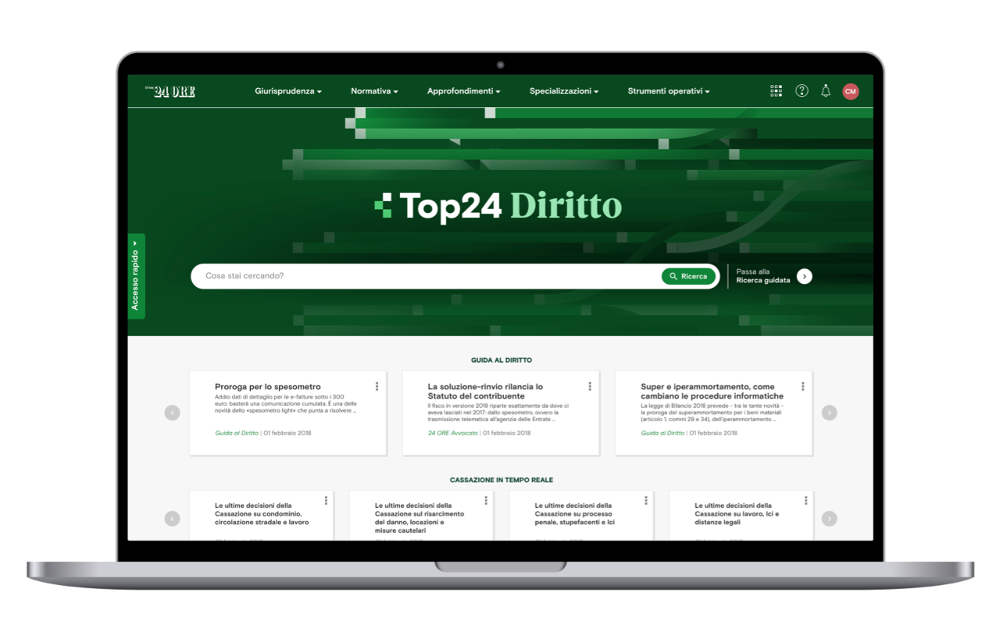 Il Sole 24 ORE
Giurisprudenza
Normativa
Approfondimenti
Specializzazioni
Strumenti operativi
?
CM
Top24 Diritto
Accesso rapido
Cosa stai cercando?
Ricerca
Passa alla
Ricerca guidata
GUIDA AL DIRITTO
Proroga per lo spesometro
Addio dati di dettaglio per le e-fatture sotto i 300
euro: basterà una comunicazione cumulata. È una delle
novità dello «spesometro light» che punta a risolvere ...
Guida al Diritto | 01 febbraio 2018
La soluzione-rinvio rilancia lo
Statuto del contribuente
Il fisco in versione 2018 riparte esattamente da dove ci
aveva lasciati nel 2017: dallo spesometro, ovvero la
trasmissione telematica all'agenzia delle Entrate ...
24 ORE Avvocato | 01 febbraio 2018
Super e iperammortamento, come
cambiano le procedure informatiche
La legge di Bilancio 2018 prevede - tra le tante novità -
la proroga del superammortamento per i beni materiali
(articolo 1, commi 29 e 34), dell'iperammortamento ...
Guida al Diritto | 01 febbraio 2018
CASSAZIONE IN TEMPO REALE
Le ultime decisioni della
Cassazione su condominio,
circolazione stradale e lavoro
Le ultime decisioni della
Cassazione sul risarcimento
del danno, locazioni e
misure cautelari
Le ultime decisioni della
Cassazione su processo
penale, stupefacenti e Ici
Le ultime decisioni della
Cassazione su lavoro, Ici e
distanze legali